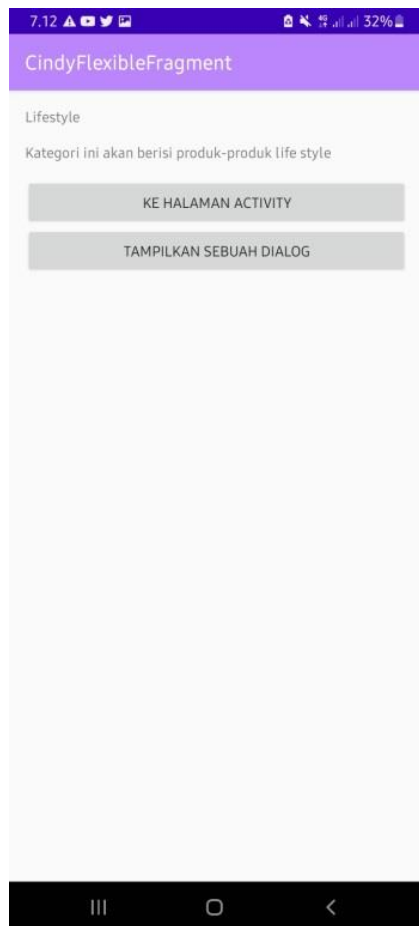 7.12 32%
CindyFlexibleFragment
Lifestyle
Kategori ini akan berisi produk-produk life style
KE HALAMAN ACTIVITY
TAMPILKAN SEBUAH DIALOG